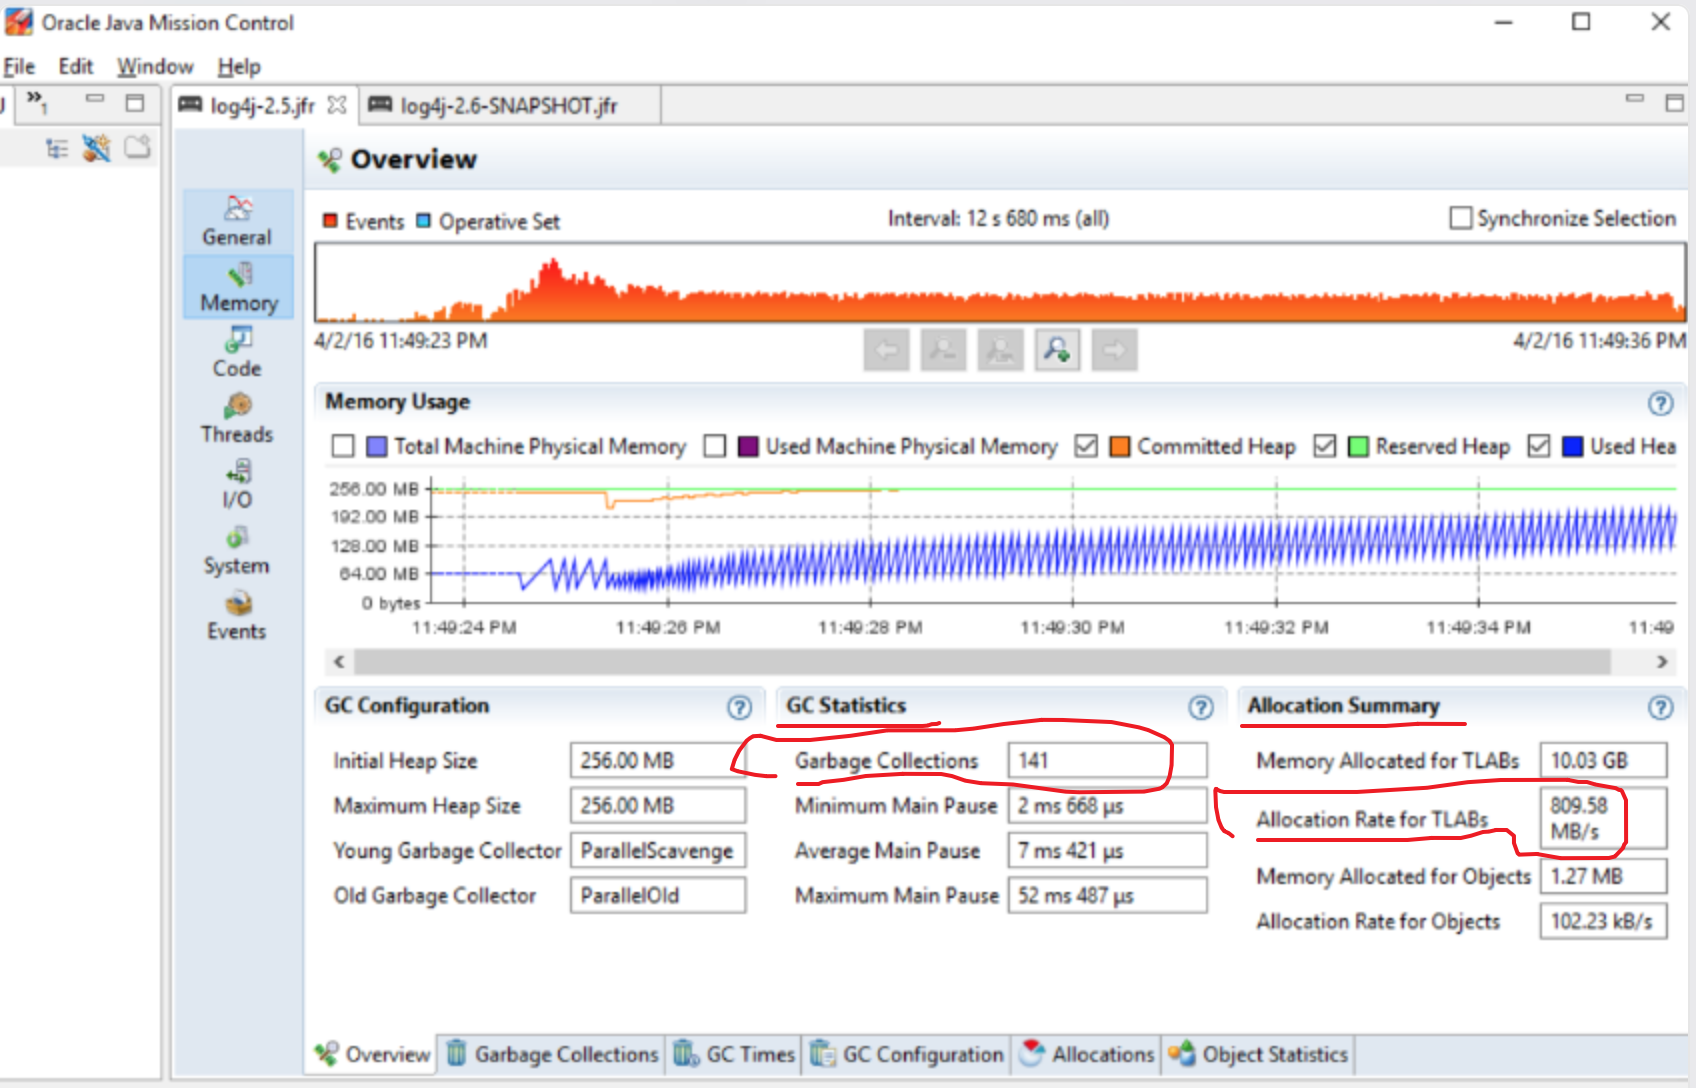 Oracle Java Mission Control
File Edit Window Help
»1
log4j-2.5.jfr
log4j-2.6-SNAPSHOT.jfr
Overview
General
Memory
Code
Threads
I/O
System
Events
Events Operative Set Interval: 12 s 680 ms (all) Synchronize Selection
4/2/16 11:49:23 PM 4/2/16 11:49:36 PM
Memory Usage
Total Machine Physical Memory Used Machine Physical Memory Committed Heap Reserved Heap Used Hea
256.00 MB
192.00 MB
128.00 MB
64.00 MB
0 bytes
11:49:24 PM 11:49:26 PM 11:49:28 PM 11:49:30 PM 11:49:32 PM 11:49:34 PM 11:49
GC Configuration
Initial Heap Size 256.00 MB
Maximum Heap Size 256.00 MB
Young Garbage Collector ParallelScavenge
Old Garbage Collector ParallelOld
GC Statistics
Garbage Collections 141
Minimum Main Pause 2 ms 668 µs
Average Main Pause 7 ms 421 µs
Maximum Main Pause 52 ms 487 µs
Allocation Summary
Memory Allocated for TLABs 10.03 GB
Allocation Rate for TLABs 809.58
MB/s
Memory Allocated for Objects 1.27 MB
Allocation Rate for Objects 102.23 kB/s
Overview Garbage Collections GC Times GC Configuration Allocations Object Statistics